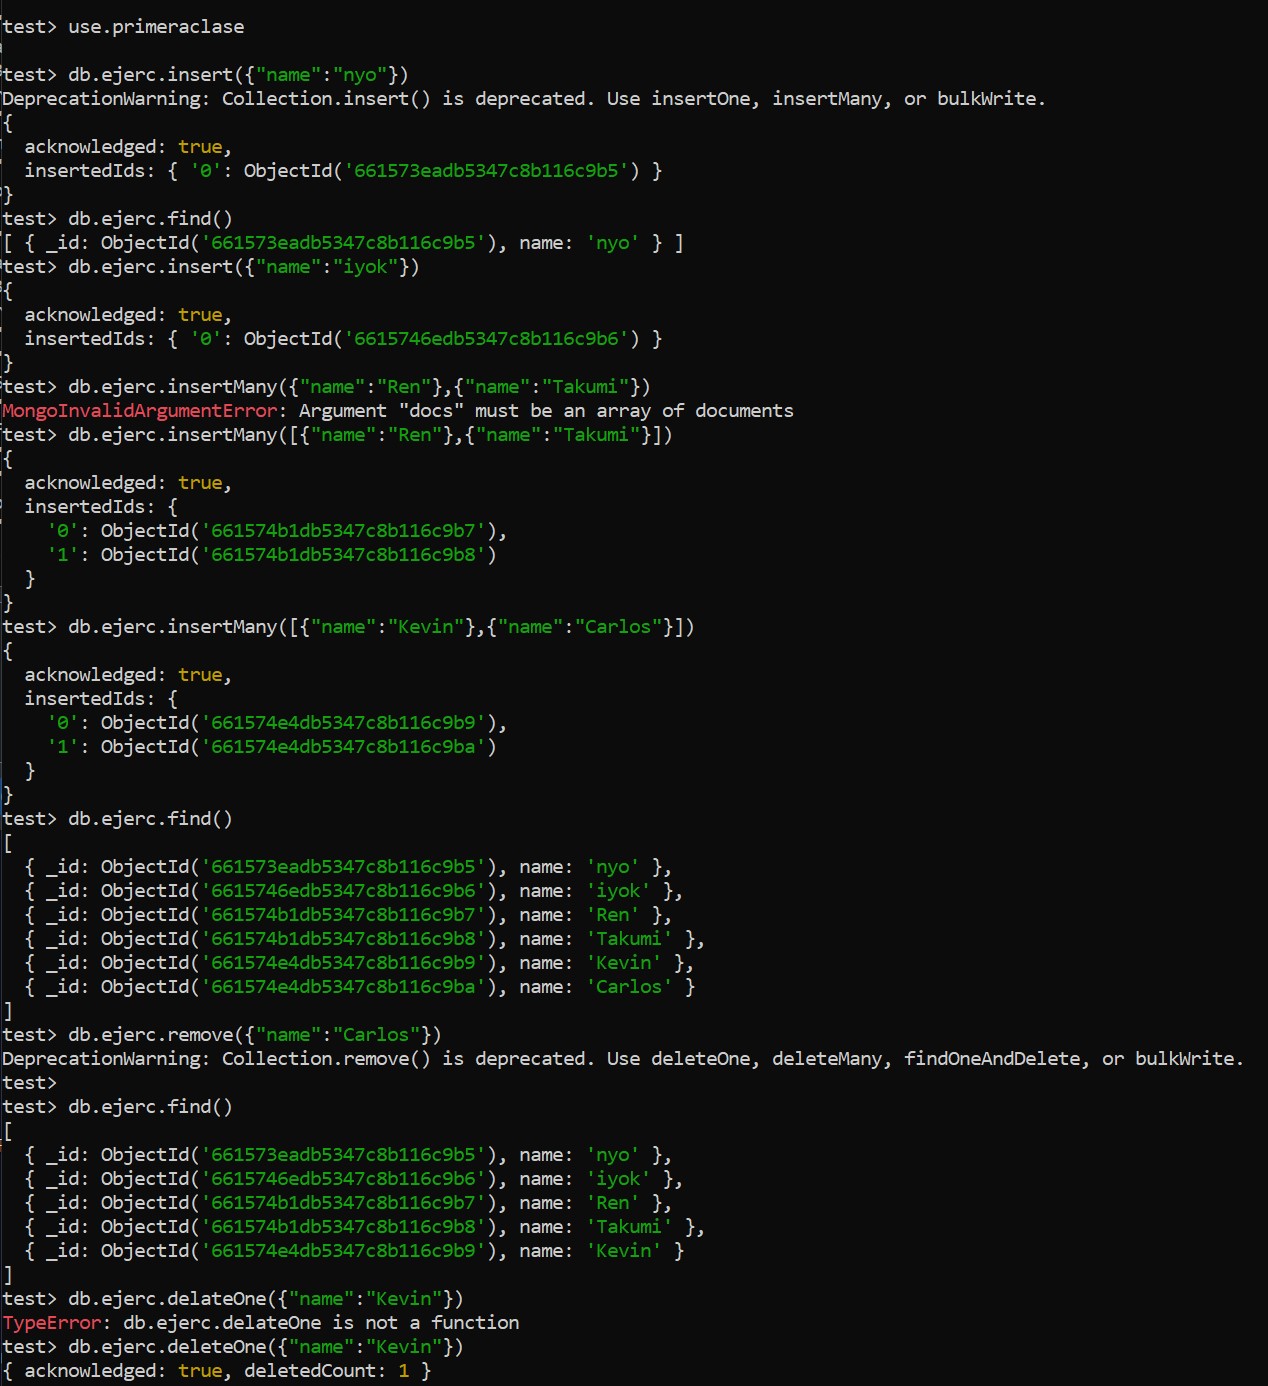 test> use.primeraclase
test> db.ejerc.insert({"name":"nyo"})
DeprecationWarning: Collection.insert() is deprecated. Use insertOne, insertMany, or bulkWrite.
{
  acknowledged: true,
  insertedIds: { '0': ObjectId('661573eadb5347c8b116c9b5') }
}
test> db.ejerc.find()
[ { _id: ObjectId('661573eadb5347c8b116c9b5'), name: 'nyo' } ]
test> db.ejerc.insert({"name":"iyok"})
{
  acknowledged: true,
  insertedIds: { '0': ObjectId('6615746edb5347c8b116c9b6') }
}
test> db.ejerc.insertMany({"name":"Ren"},{"name":"Takumi"})
MongoInvalidArgumentError: Argument "docs" must be an array of documents
test> db.ejerc.insertMany([{"name":"Ren"},{"name":"Takumi"}])
{
  acknowledged: true,
  insertedIds: {
    '0': ObjectId('661574b1db5347c8b116c9b7'),
    '1': ObjectId('661574b1db5347c8b116c9b8')
  }
}
test> db.ejerc.insertMany([{"name":"Kevin"},{"name":"Carlos"}])
{
  acknowledged: true,
  insertedIds: {
    '0': ObjectId('661574e4db5347c8b116c9b9'),
    '1': ObjectId('661574e4db5347c8b116c9ba')
  }
}
test> db.ejerc.find()
[
  { _id: ObjectId('661573eadb5347c8b116c9b5'), name: 'nyo' },
  { _id: ObjectId('6615746edb5347c8b116c9b6'), name: 'iyok' },
  { _id: ObjectId('661574b1db5347c8b116c9b7'), name: 'Ren' },
  { _id: ObjectId('661574b1db5347c8b116c9b8'), name: 'Takumi' },
  { _id: ObjectId('661574e4db5347c8b116c9b9'), name: 'Kevin' },
  { _id: ObjectId('661574e4db5347c8b116c9ba'), name: 'Carlos' }
]
test> db.ejerc.remove({"name":"Carlos"})
DeprecationWarning: Collection.remove() is deprecated. Use deleteOne, deleteMany, findOneAndDelete, or bulkWrite.
test>
test> db.ejerc.find()
[
  { _id: ObjectId('661573eadb5347c8b116c9b5'), name: 'nyo' },
  { _id: ObjectId('6615746edb5347c8b116c9b6'), name: 'iyok' },
  { _id: ObjectId('661574b1db5347c8b116c9b7'), name: 'Ren' },
  { _id: ObjectId('661574b1db5347c8b116c9b8'), name: 'Takumi' },
  { _id: ObjectId('661574e4db5347c8b116c9b9'), name: 'Kevin' }
]
test> db.ejerc.delateOne({"name":"Kevin"})
TypeError: db.ejerc.delateOne is not a function
test> db.ejerc.deleteOne({"name":"Kevin"})
{ acknowledged: true, deletedCount: 1 }